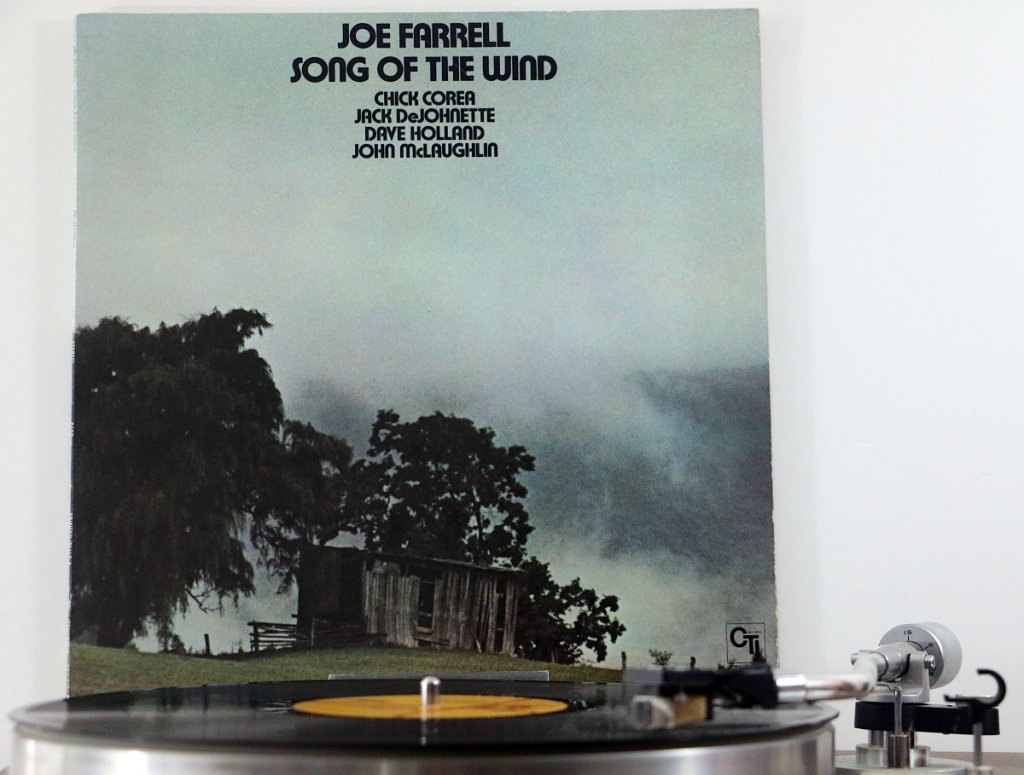 JOE FARRELL
SONG OF THE WIND
CHICK COREA
JACK DeJOHNETTE
DAVE HOLLAND
JOHN McLAUGHLIN
CTI